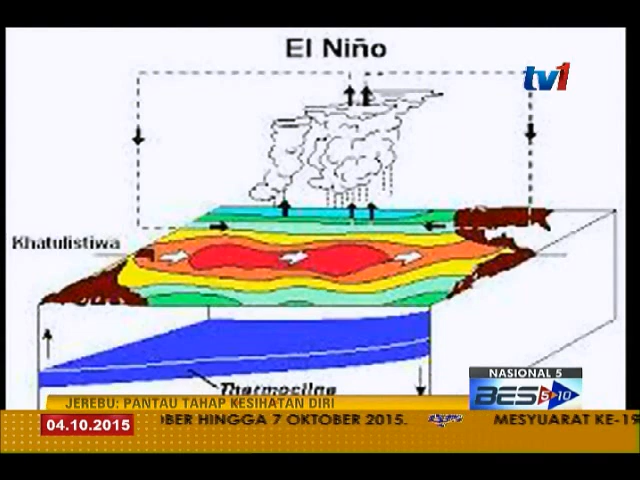 El Niño
tv1
Khatulistiwa
Thermocline
NASIONAL 5
BES 5 10
JEREBU: PANTAU TAHAP KESIHATAN DIRI
04.10.2015
OBER HINGGA 7 OKTOBER 2015.
MESYUARAT KE-19